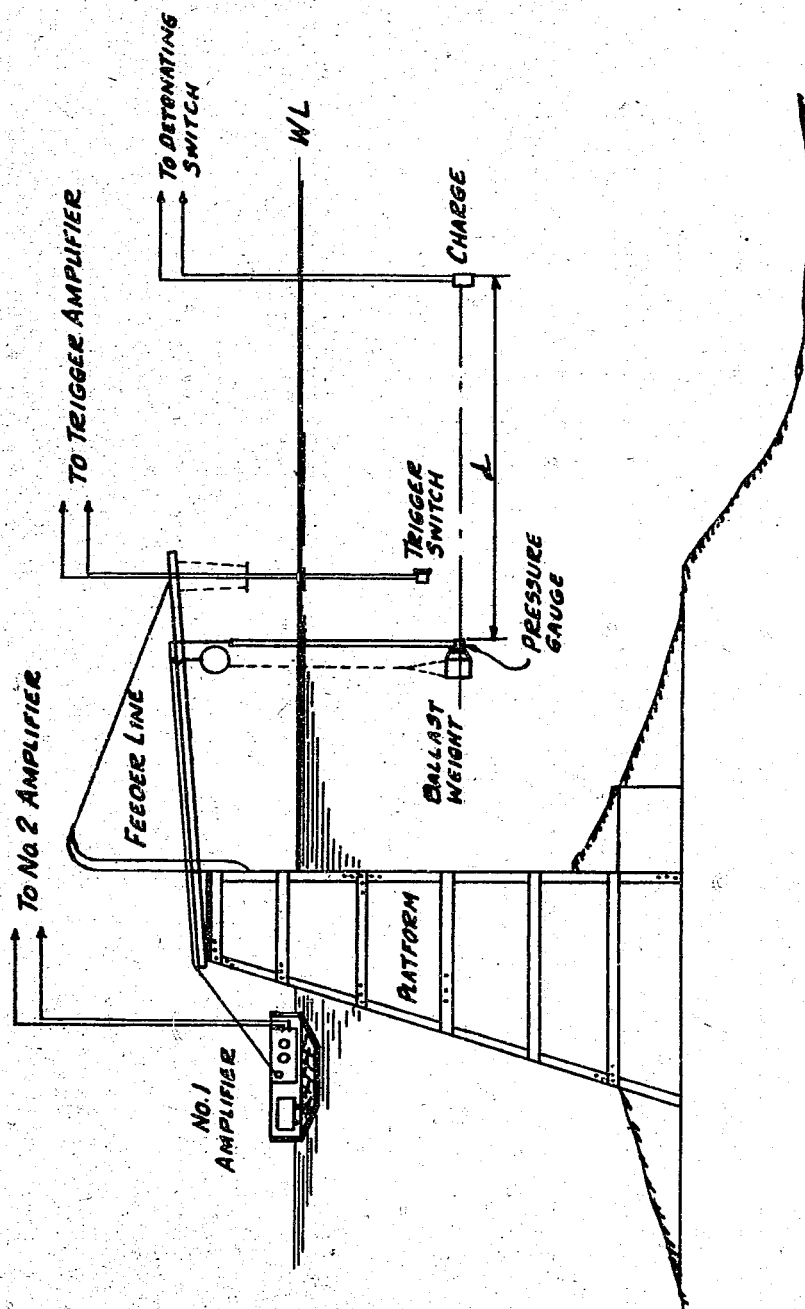 To No. 2 AMPLIFIER
To TRIGGER AMPLIFIER
To DETONATING
SWITCH
FEEDER LINE
WL
No. 1
AMPLIFIER
PLATFORM
BALLAST
WEIGHT
TRIGGER
SWITCH
CHARGE
d
PRESSURE
GAUGE